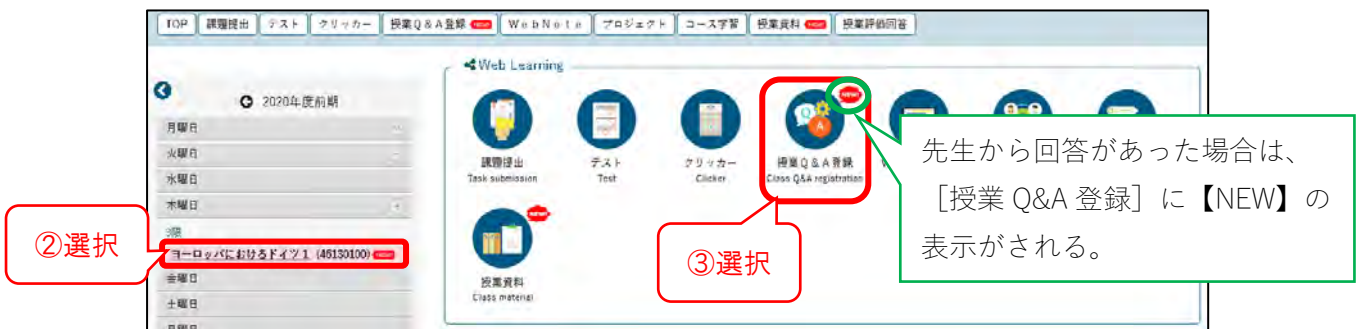 TOP 課題提出 テスト クリッカー 授業Q&A登録 NEW WebNote プロジェクト コース学習 授業資料 NEW 授業評価回答
Web Learning
2020年度前期
月曜日
火曜日
水曜日
木曜日
3限
ヨーロッパにおけるドイツ1 (46130100) NEW
金曜日
土曜日
②選択
課題提出
Task submission
テスト
Test
クリッカー
Clicker
NEW!
授業Q&A登録
Class Q&A registration
NEW!
授業資料
Class material
③選択
先生から回答があった場合は、
［授業 Q&A 登録］に【NEW】の
表示がされる。